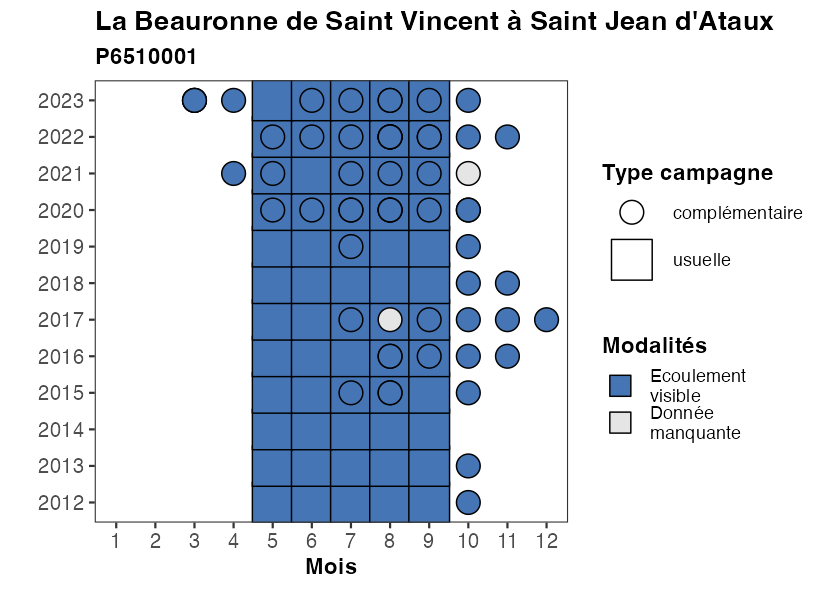 La Beauronne de Saint Vincent à Saint Jean d'Ataux
P6510001
2023
2022
2021
2020
2019
2018
2017
2016
2015
2014
2013
2012
1 2 3 4 5 6 7 8 9 10 11 12
Mois
Type campagne
complémentaire
usuelle
Modalités
Ecoulement
visible
Donnée
manquante